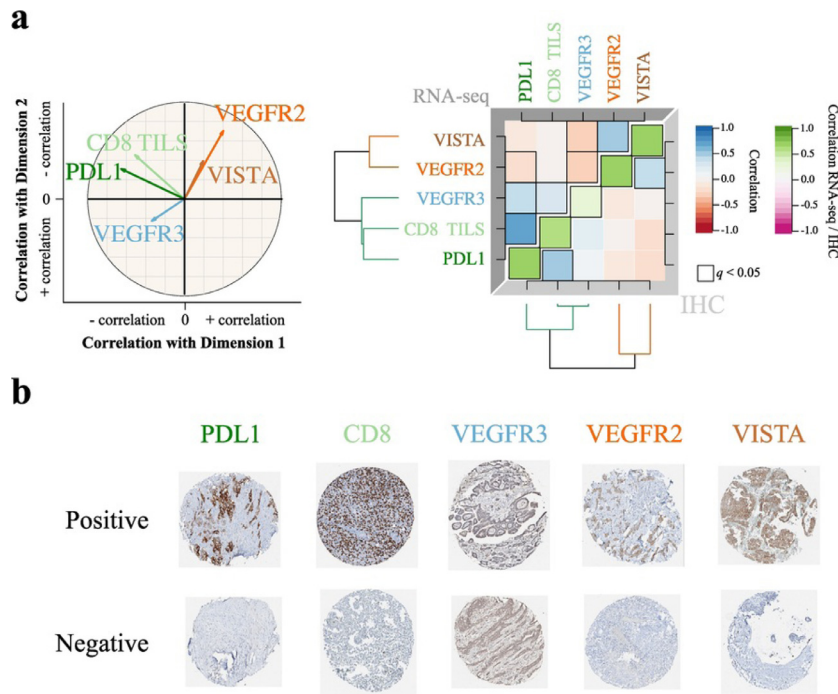 a
VEGFR2
CD8 TILS
PDL1
VISTA
VEGFR3
Correlation with Dimension 2
- correlation
0
+ correlation
- correlation 0 + correlation
Correlation with Dimension 1
RNA-seq
PDL1
CD8 TILS
VEGFR3
VEGFR2
VISTA
VISTA
VEGFR2
VEGFR3
CD8 TILS
PDL1
IHC
1.0
0.5
0.0
0.5
-1.0
Correlation
1.0
0.5
0.0
0.5
-1.0
Correlation RNA-seq / IHC
q < 0.05
b
PDL1 CD8 VEGFR3 VEGFR2 VISTA
Positive
Negative